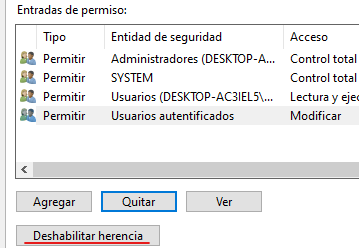 Entradas de permiso:
Tipo Entidad de seguridad Acceso
Permitir Administradores (DESKTOP-A... Control total
Permitir SYSTEM Control total
Permitir Usuarios (DESKTOP-AC3IEL5\... Lectura y ejec
Permitir Usuarios autentificados Modificar
Agregar Quitar Ver
Deshabilitar herencia